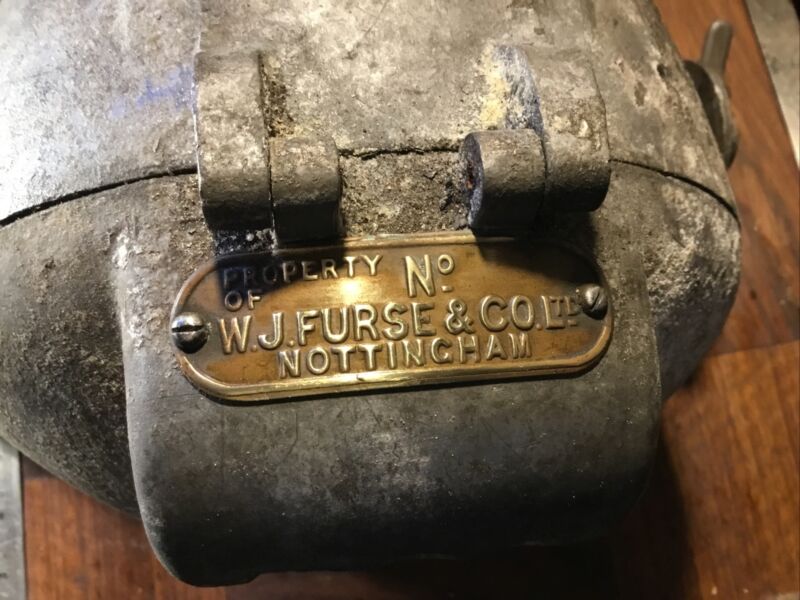 PROPERTY Nº
OF
W.J.FURSE & CO.LTD
NOTTINGHAM